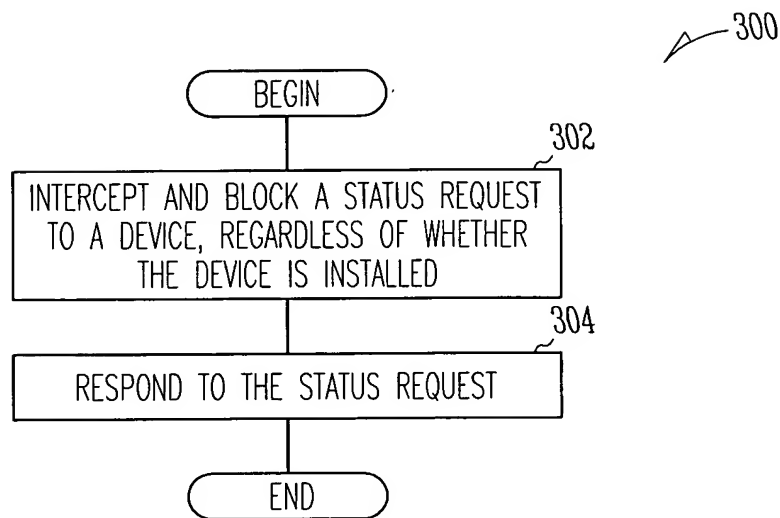 300
BEGIN
302
INTERCEPT AND BLOCK A STATUS REQUEST
TO A DEVICE, REGARDLESS OF WHETHER
THE DEVICE IS INSTALLED
304
RESPOND TO THE STATUS REQUEST
END